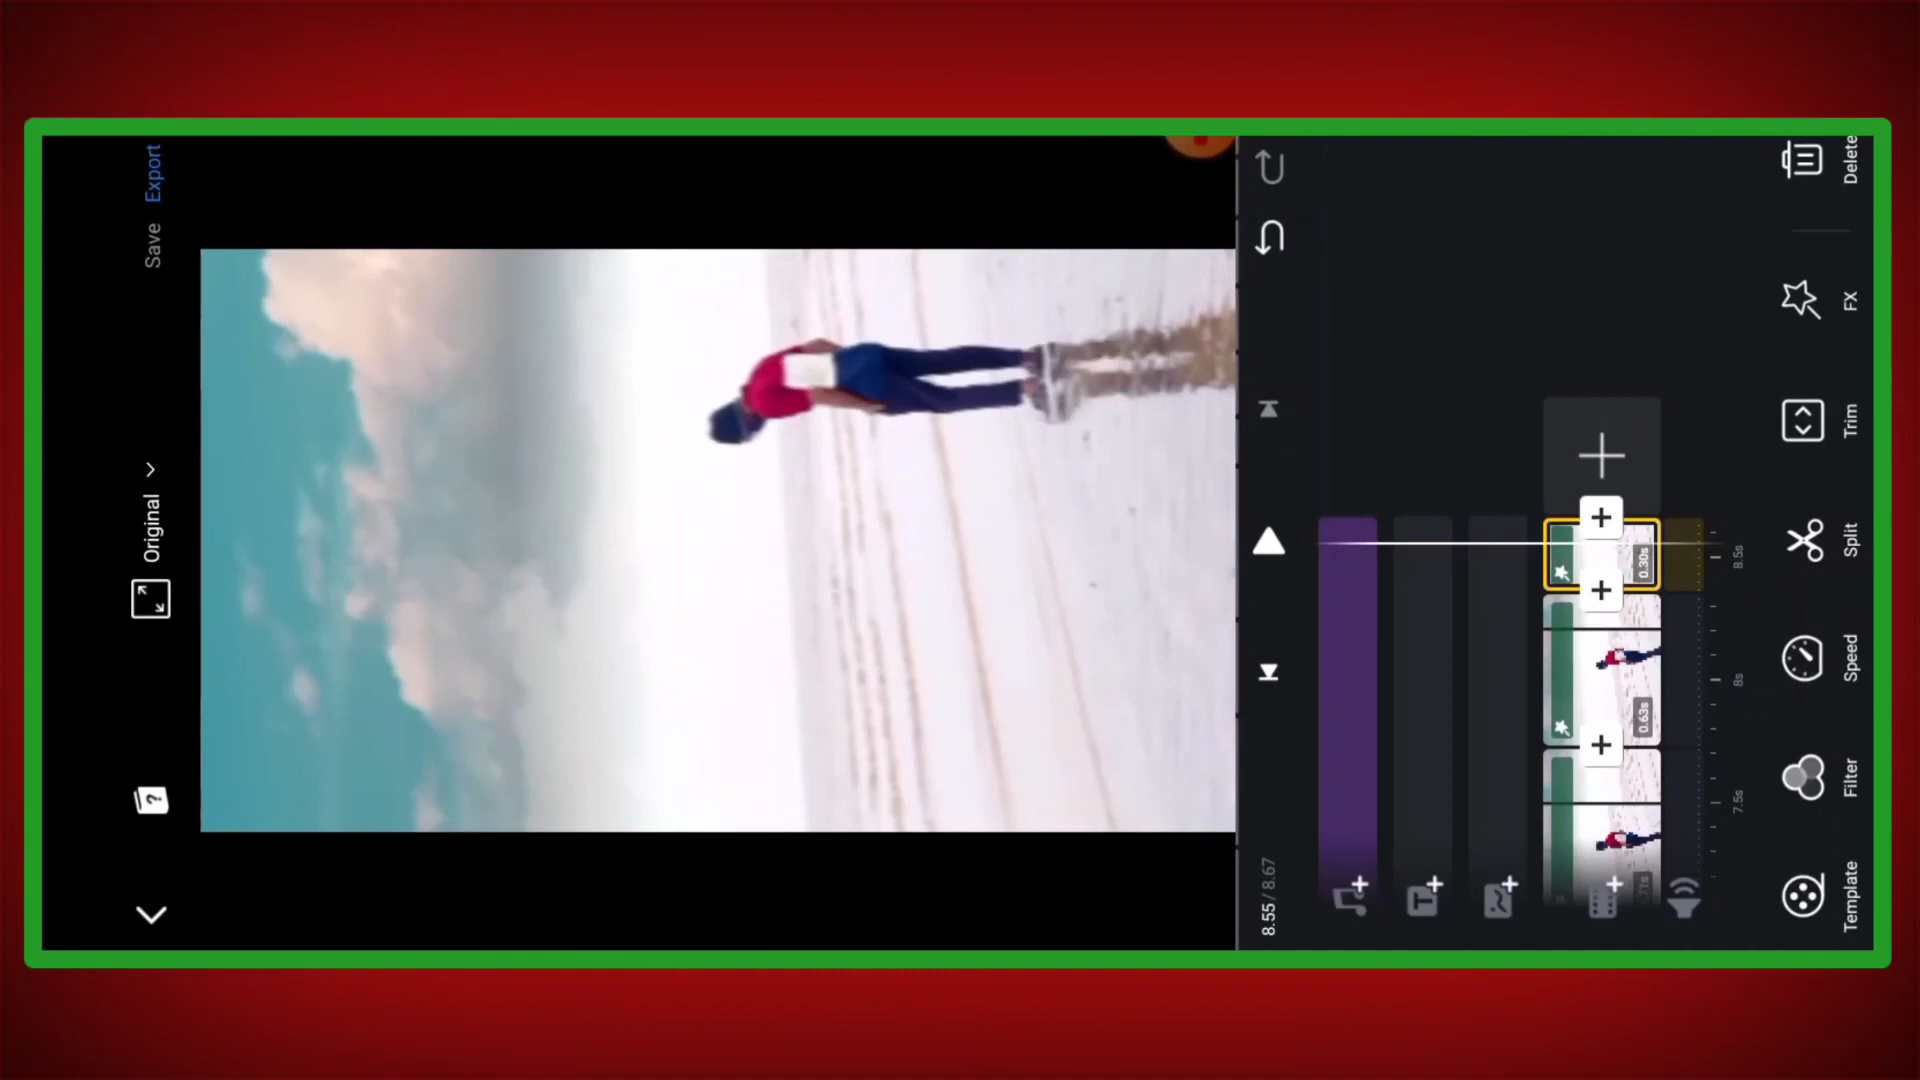 Original
Save
Export
8.55 / 8.67
0.63s
0.30s
7.5s
8s
8.5s
Template
Filter
Speed
Split
Trim
FX
Delete